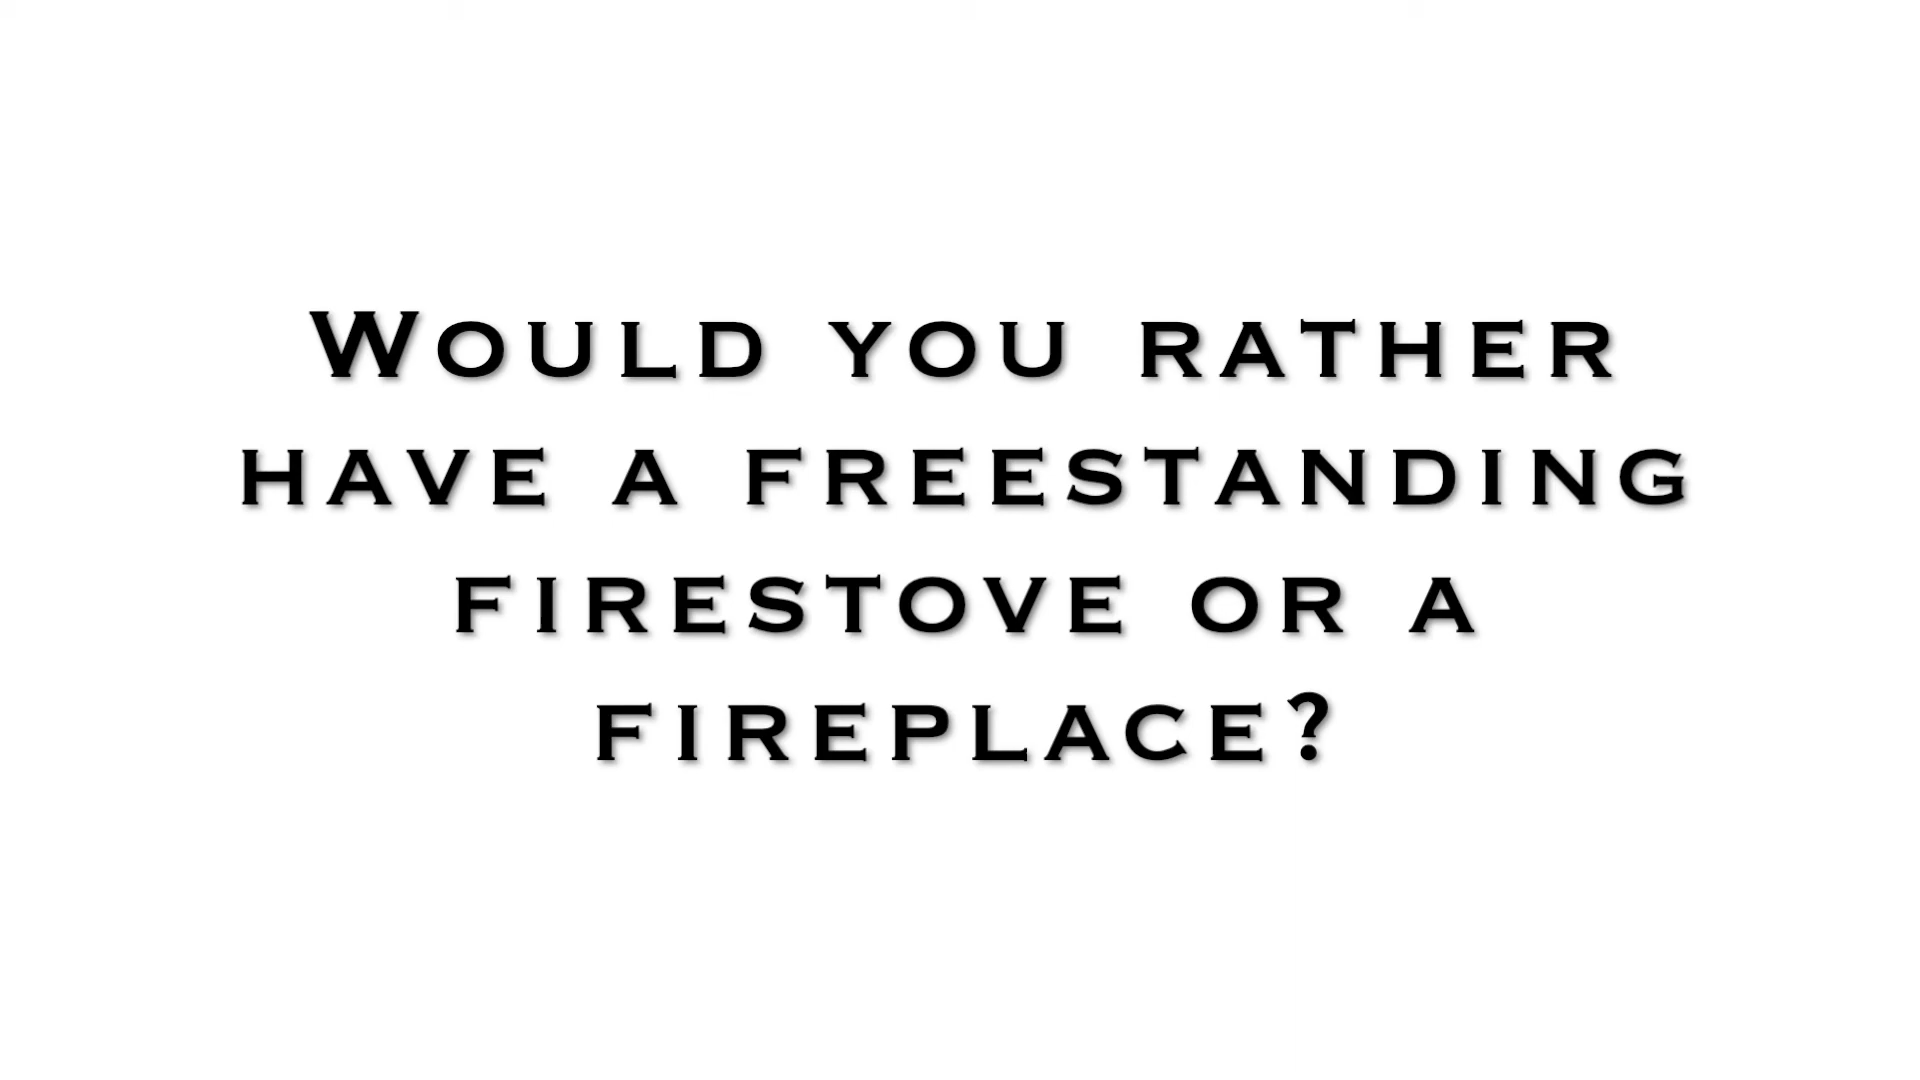 Would you rather
have a freestanding
firestove or a
fireplace?